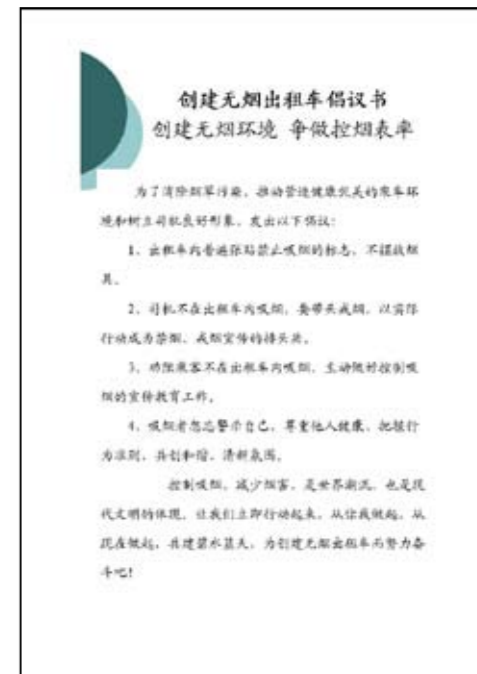 创建无烟出租车倡议书
创建无烟环境 争做控烟表率
为了消除烟草污染，推动营造健康优美的乘车环
境和树立司机良好形象，发出以下倡议：
1、出租车内普遍张贴禁止吸烟的标志，不摆放烟
具。
2、司机不在出租车内吸烟，要带头戒烟，以实际
行动成为禁烟、戒烟宣传的排头兵。
3、劝阻乘客不在出租车内吸烟，主动做好控制吸
烟的宣传教育工作。
4、吸烟者您忌警示自己，尊重他人健康，把握行
为准则，共创和谐、清新氛围。
控制吸烟，减少烟害，是世界潮流，也是现
代文明的体现，让我们立即行动起来，从你我做起，从
现在做起，共建碧水蓝天，为创建无烟出租车而努力奋
斗吧！